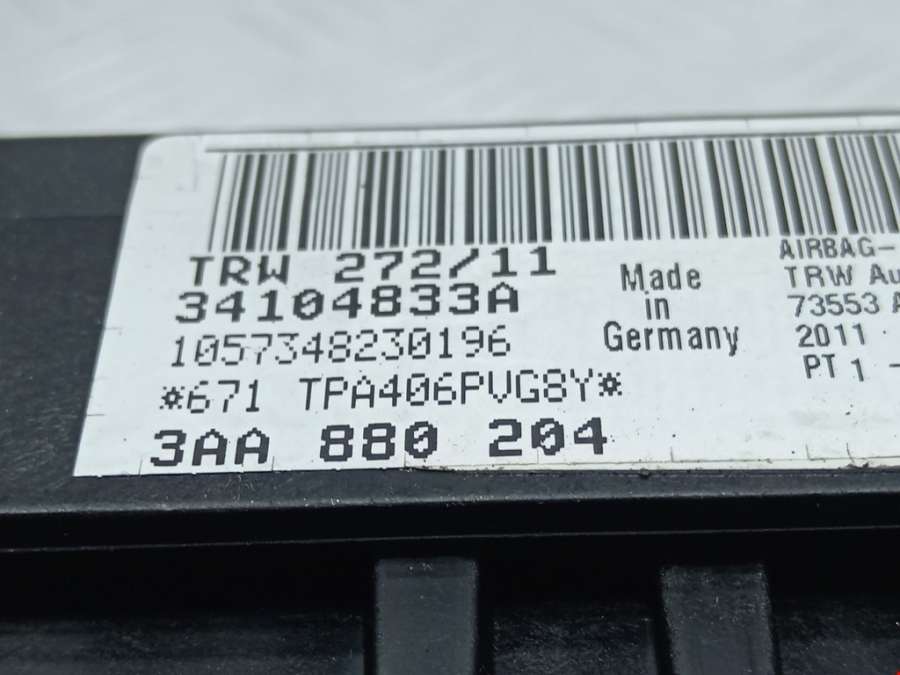 TRW 272/11
34104833A
1057348230196
*671 TPA406PVG8Y*
3AA 880 204
Made
in
Germany
AIRBAG-
TRW
73553
2011
PT 1 -